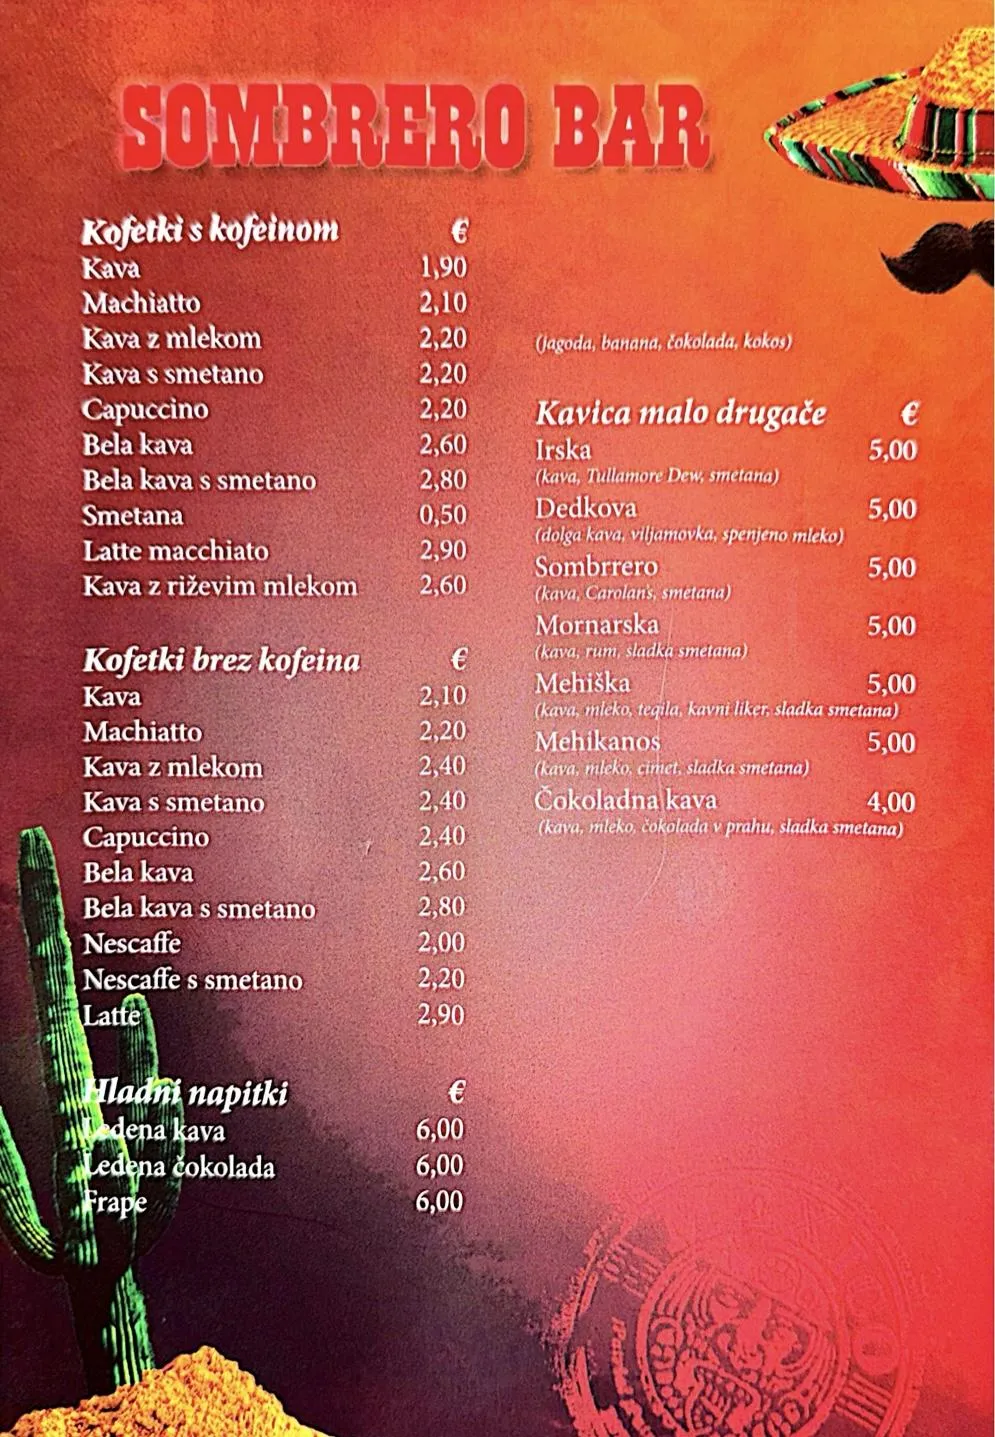 SOMBRERO BAR
Kofetki s kofeinom €
Kava 1,90
Machiatto 2,10
Kava z mlekom 2,20
Kava s smetano 2,20
Capuccino 2,20
Bela kava 2,60
Bela kava s smetano 2,80
Smetana 0,50
Latte macchiato 2,90
Kava z riževim mlekom 2,60
Kofetki brez kofeina €
Kava 2,10
Machiatto 2,20
Kava z mlekom 2,40
Kava s smetano 2,40
Capuccino 2,40
Bela kava 2,60
Bela kava s smetano 2,80
Nescaffe 2,00
Nescaffe s smetano 2,20
Latte 2,90
Hladni napitki €
Ledena kava 6,00
Ledena čokolada 6,00
Frape 6,00
(jagoda, banana, čokolada, kokos)
Kavica malo drugače €
Irska 5,00
(kava, Tullamore Dew, smetana)
Dedkova 5,00
(dolga kava, viljamovka, spenjeno mleko)
Sombrrero 5,00
(kava, Carolan's, smetana)
Mornarska 5,00
(kava, rum, sladka smetana)
Mehiška 5,00
(kava, mleko, teqila, kavni liker, sladka smetana)
Mehikanos 5,00
(kava, mleko, cimet, sladka smetana)
Čokoladna kava 4,00
(kava, mleko, čokolada v prahu, sladka smetana)